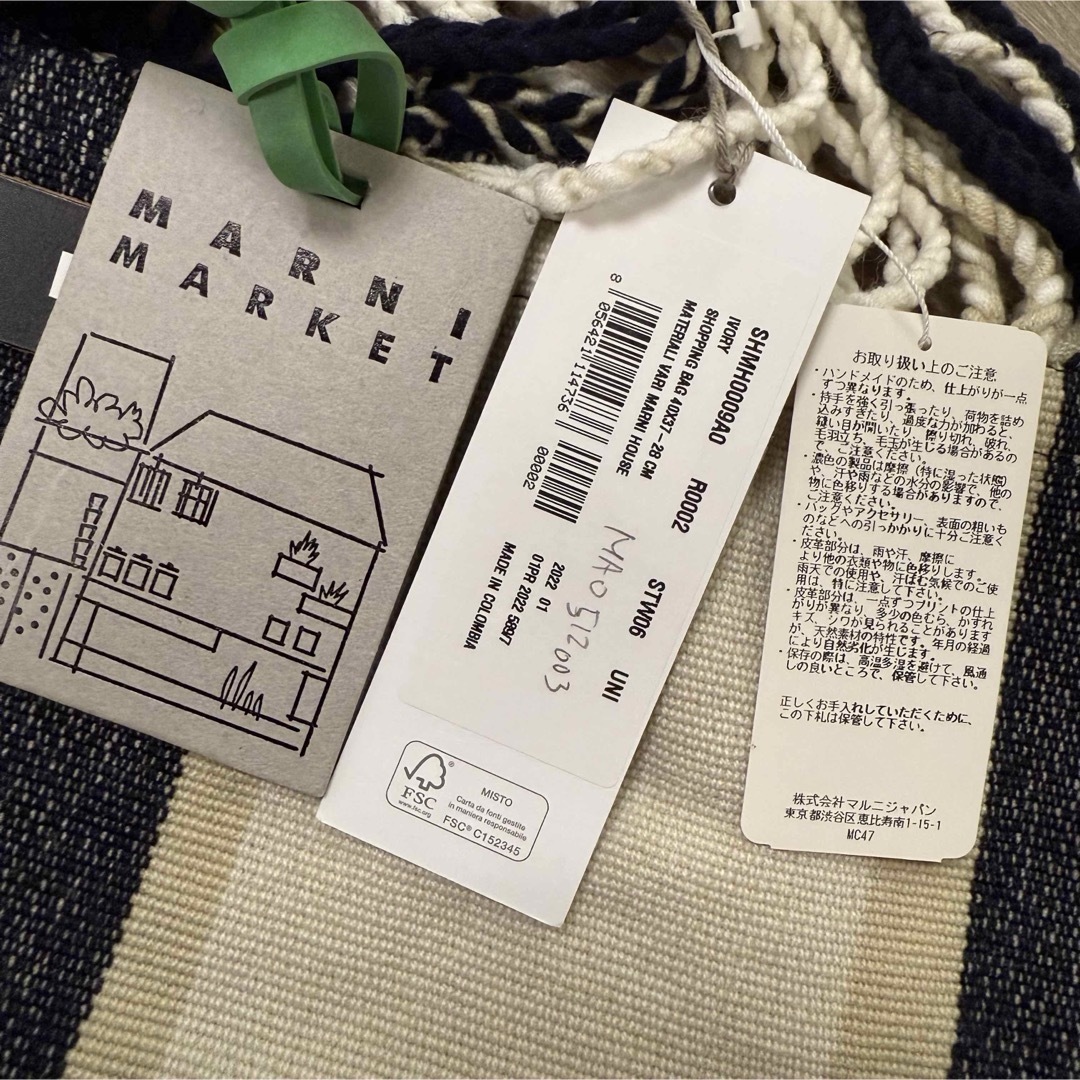 MARNI
MARKET
SHMH0009A0 R0002 STW06 UNI
IVORY
SHOPPING BAG 40X37-28 CM
MATERIALI VARI MARNI HOUSE
8 056421 114736
00002
2022 01
01PR 2022 5897
MADE IN COLOMBIA
MAO512003
FSC®
www.fsc.org
MISTO
Carta da fonti gestite
in maniera responsabile
FSC® C152345
お取り扱い上のご注意
・ハンドメイドのため、仕上がりが一点
ずつ異なります。
・持手を強く引っ張ったり、荷物を詰め
込みすぎたり、過度な力が加わると、
縫い目が開いたり、擦り切れ、破れ、
毛羽立ち、毛玉が生じる場合があるの
で、ご注意ください。
・濃色の製品は摩擦（特に湿った状態）
や、汗や雨などの水分の影響で、他の
物に色移りする場合がありますので、
ご注意ください。
・バッグやアクセサリー、表面の粗いも
のなどへの引っかかりに十分ご注意く
ださい。
・皮革部分は、雨や汗、摩擦に
より他の衣類や物に色移りします。
雨天での使用や、汗ばむ気候でのご使
用は、特に注意して下さい。
・皮革部分は、一点ずつプリントの仕上
がりが異なり、多少の色むら、かすれ
キズ、シワが見られることがあります
が、天然素材の特性です。年月の経過
により自然劣化が生じます。
・保存の際は、高温多湿を避けて、風通
しの良いところで、保管して下さい。
正しくお手入れしていただくために、
この下札は保管して下さい。
株式会社マルニジャパン
東京都渋谷区恵比寿南1-15-1
MC47